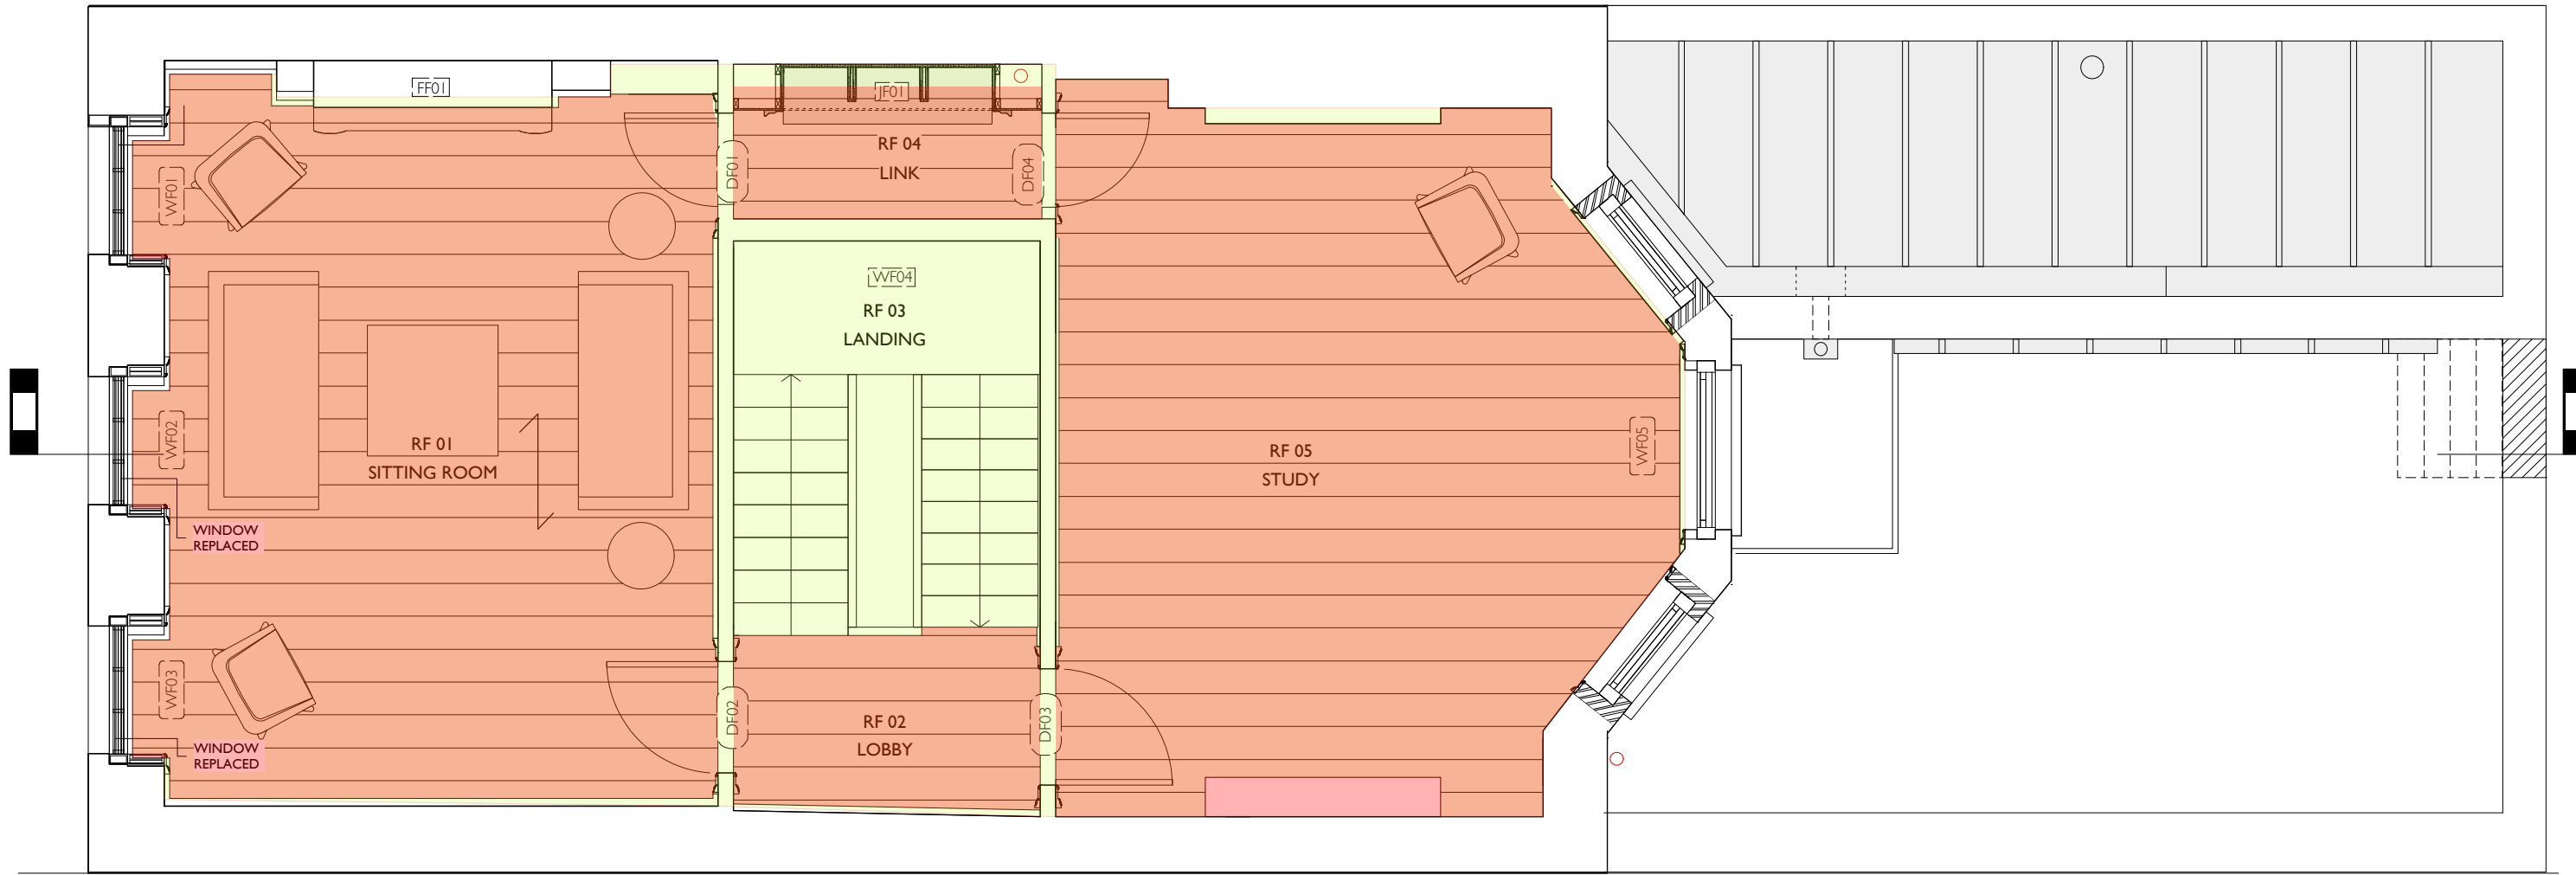 FF01
JF01
RF 04
LINK
DF01
DF04
WF01
WF04
RF 03
LANDING
WF02
RF 01
SITTING ROOM
RF 05
STUDY
WF05
WINDOW
REPLACED
WF03
DF02
RF 02
LOBBY
DF03
WINDOW
REPLACED